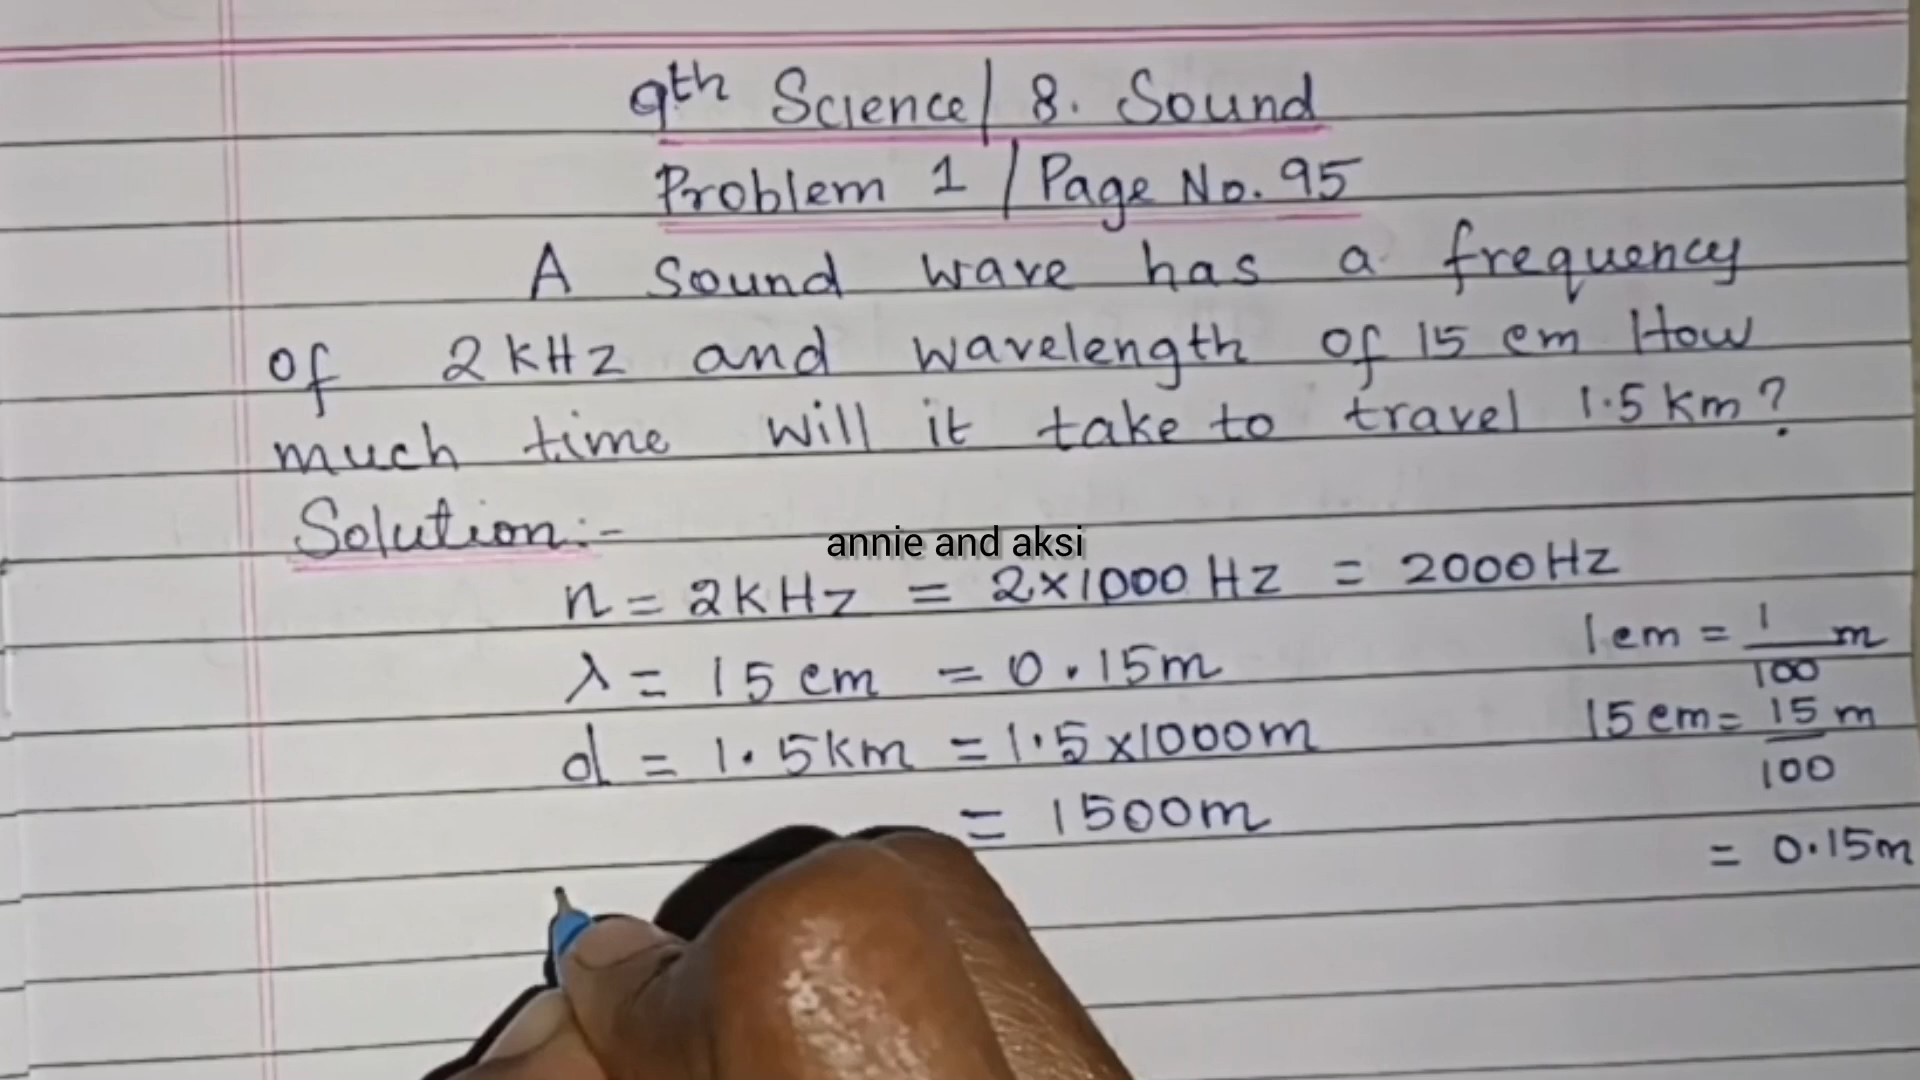 9th Science/ 8. Sound
Problem 1 / Page No. 95
A sound wave has a frequency
of 2 kHz and wavelength of 15 cm How
much time will it take to travel 1.5 km?
Solution:-
annie and aksi
n = 2KHz = 2×1000 Hz = 2000Hz
λ = 15 cm = 0.15m
d = 1.5km = 1.5×1000m
= 1500m
1cm = 1/100 m
15cm = 15/100 m
= 0.15m